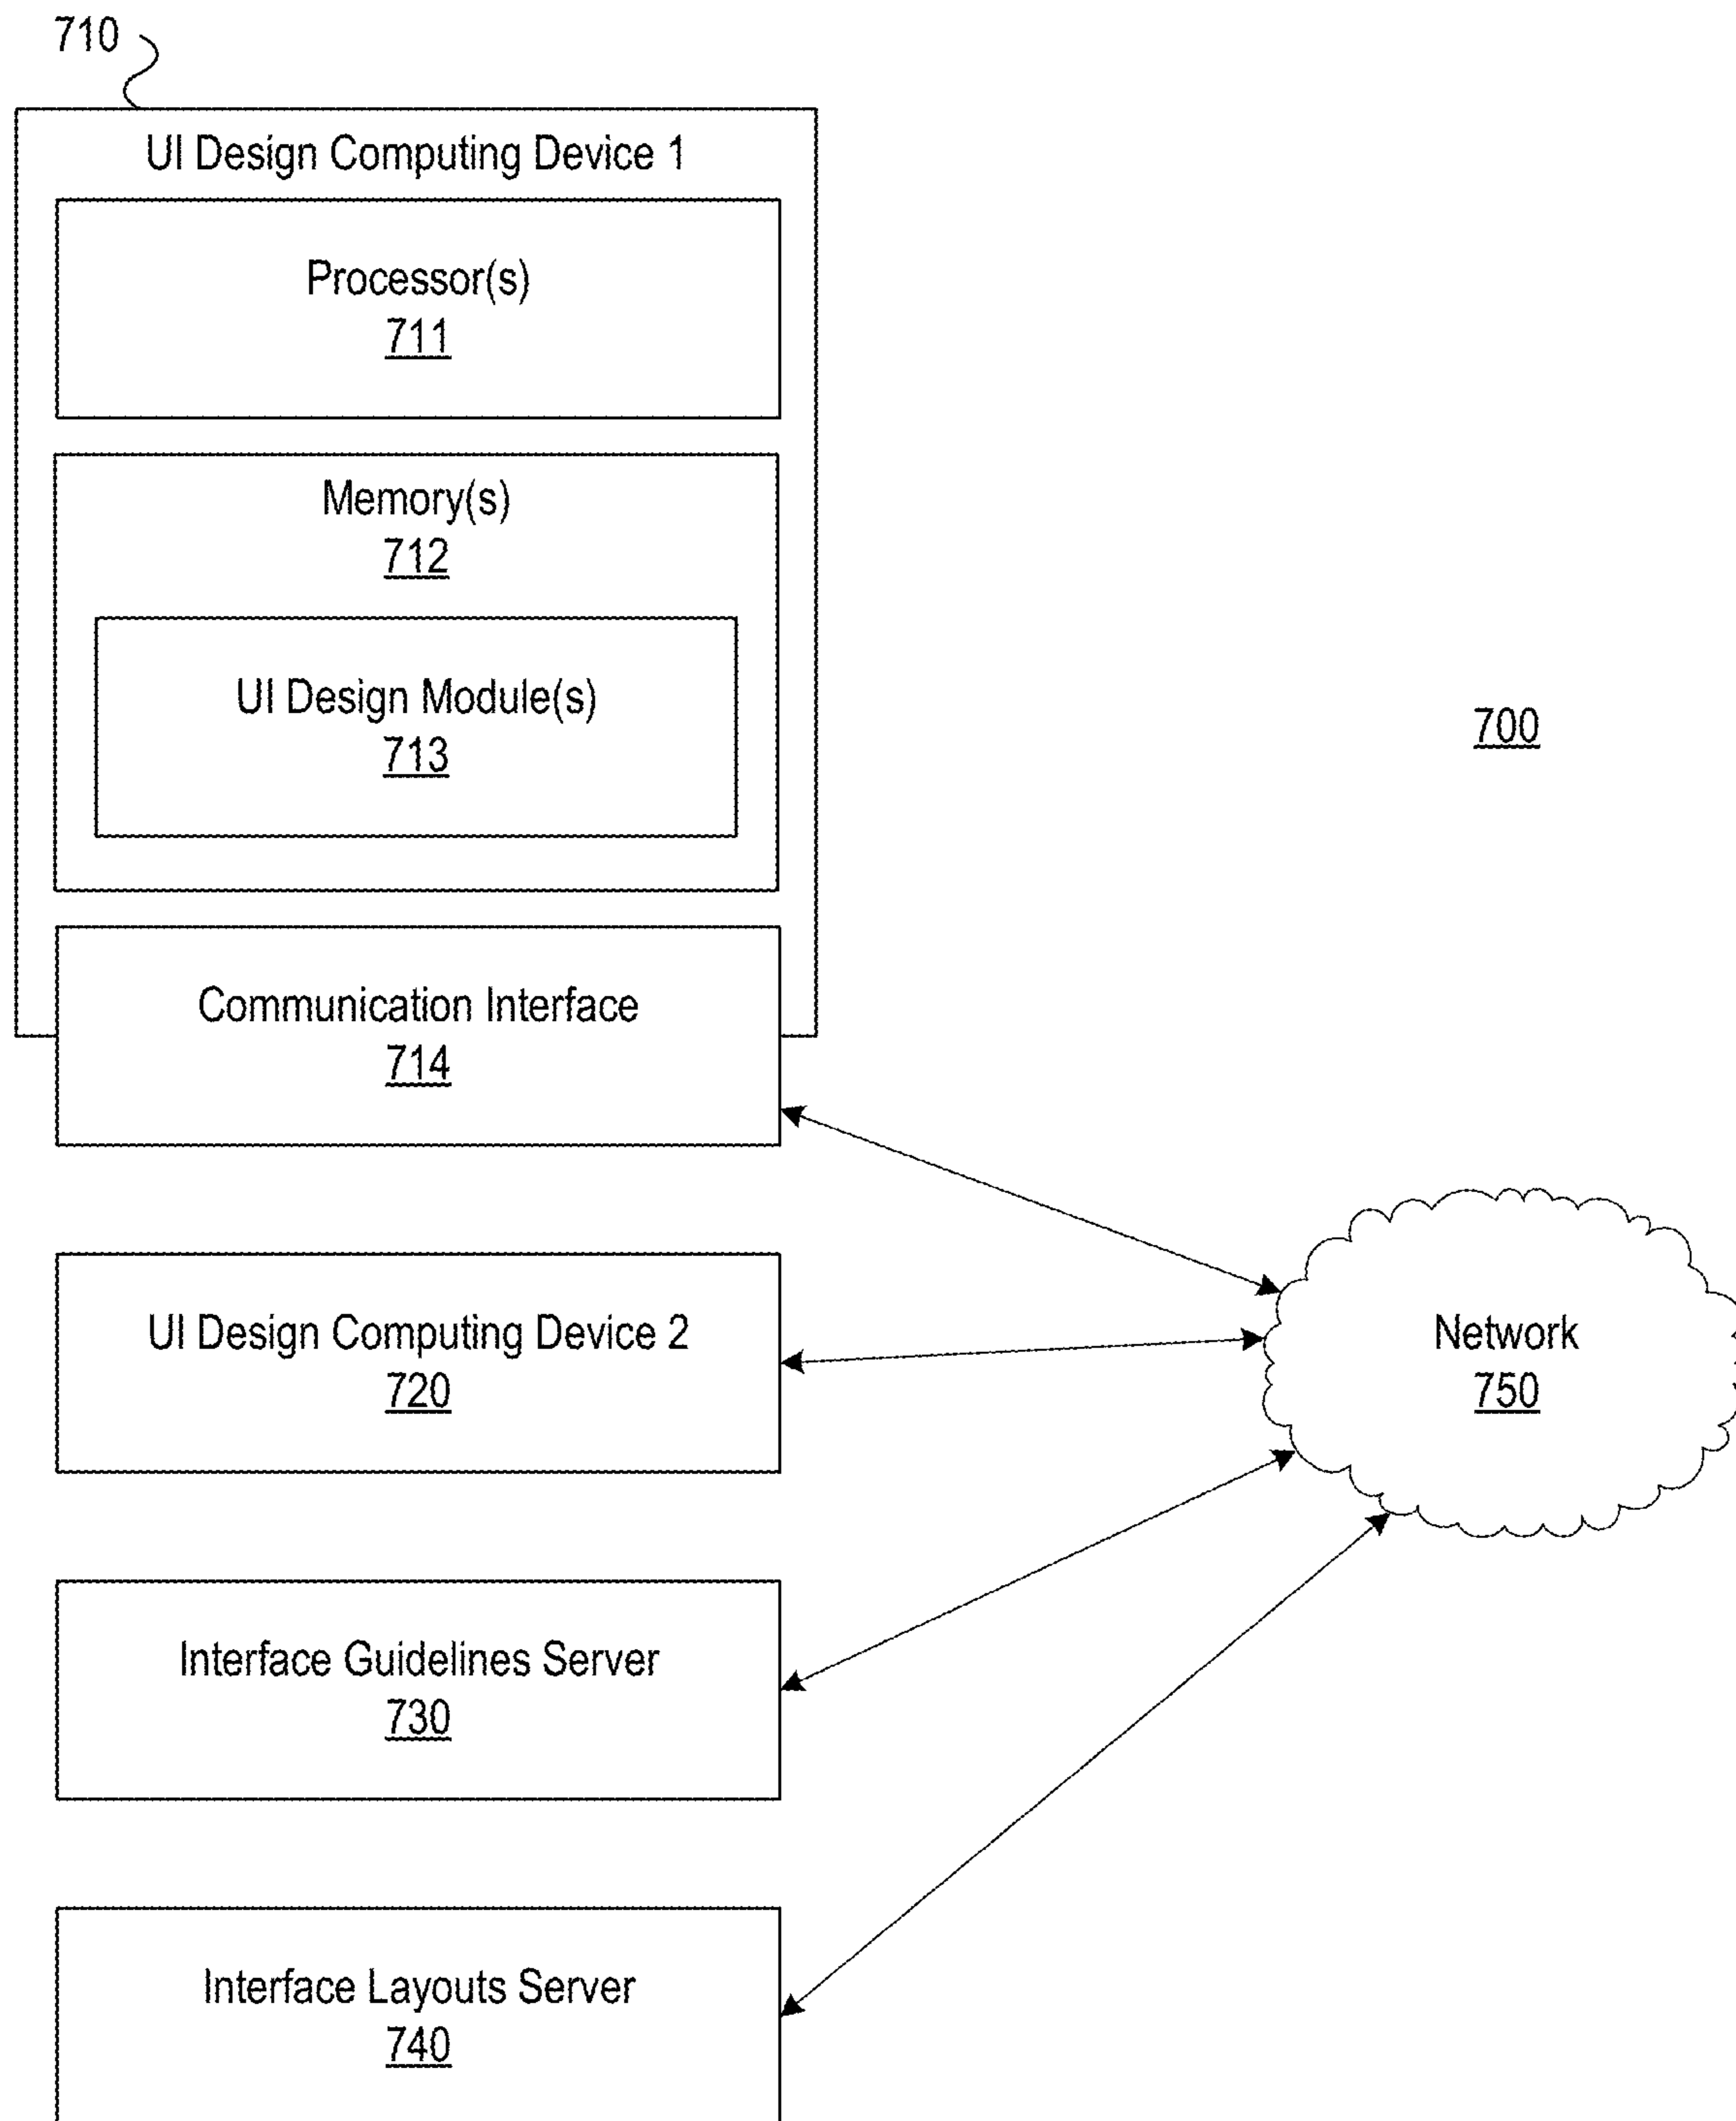 710
UI Design Computing Device 1
Processor(s)
711
Memory(s)
712
UI Design Module(s)
713
700
Communication Interface
714
UI Design Computing Device 2
720
Network
750
Interface Guidelines Server
730
Interface Layouts Server
740